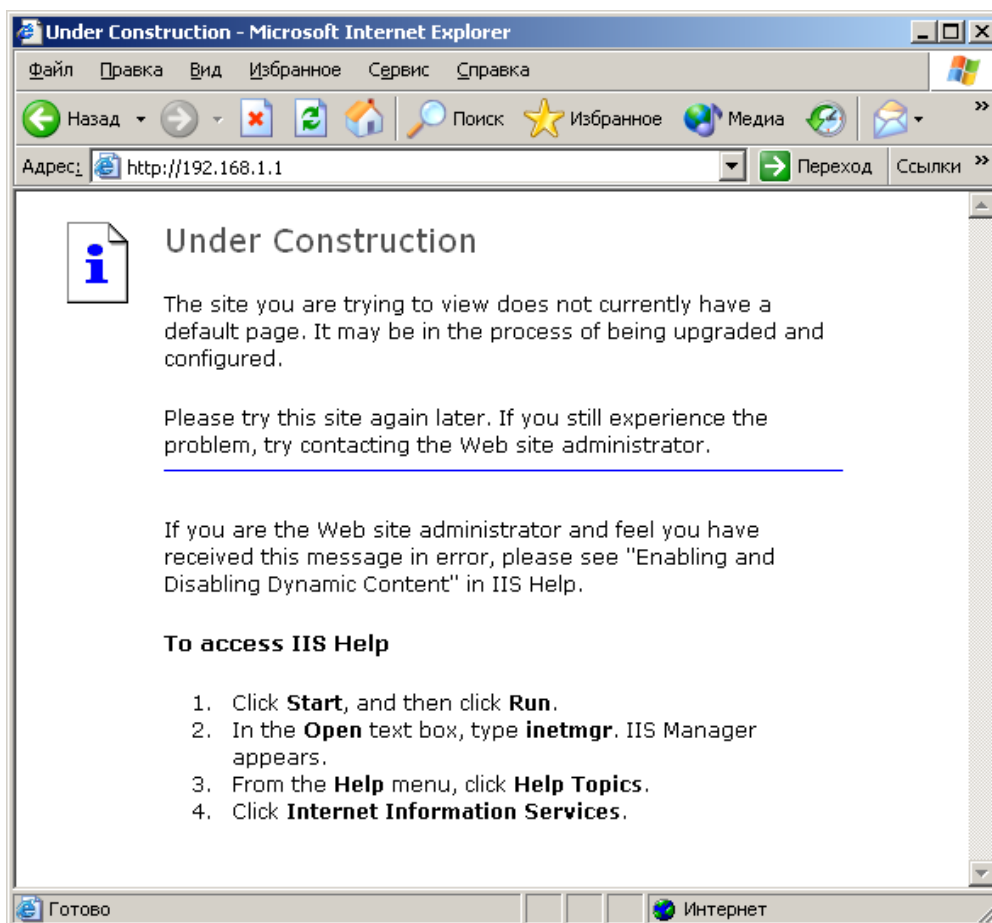 Under Construction - Microsoft Internet Explorer
Файл Правка Вид Избранное Сервис Справка
Назад Поиск Избранное Медиа »
Адрес: http://192.168.1.1 Переход Ссылки »
i
Under Construction
The site you are trying to view does not currently have a
default page. It may be in the process of being upgraded and
configured.
Please try this site again later. If you still experience the
problem, try contacting the Web site administrator.
If you are the Web site administrator and feel you have
received this message in error, please see "Enabling and
Disabling Dynamic Content" in IIS Help.
To access IIS Help
1. Click Start, and then click Run.
2. In the Open text box, type inetmgr. IIS Manager
appears.
3. From the Help menu, click Help Topics.
4. Click Internet Information Services.
Готово Интернет